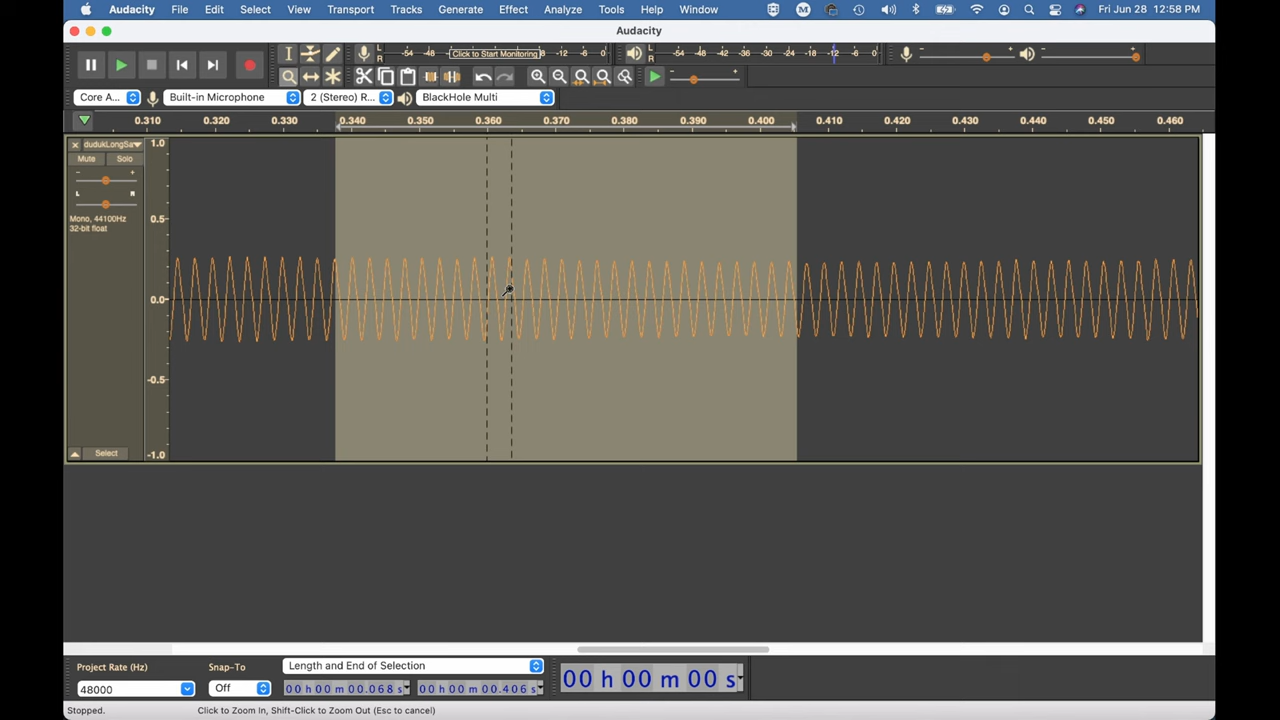 Audacity File Edit Select View Transport Tracks Generate Effect Analyze Tools Help Window Fri Jun 28 12:58 PM
Audacity
L R -54 -48 Click to Start Monitoring -12 -6 0 L R -54 -48 -42 -36 -30 -24 -18 -12 -6 0 - + - +
- +
Core A... Built-in Microphone 2 (Stereo) R... BlackHole Multi
0.310 0.320 0.330 0.340 0.350 0.360 0.370 0.380 0.390 0.400 0.410 0.420 0.430 0.440 0.450 0.460
dudukLongSa 1.0
Mute Solo
- +
L R
Mono, 44100Hz 0.5
32-bit float
0.0
-0.5
Select -1.0
Project Rate (Hz) Snap-To Length and End of Selection
48000 Off 00 h 00 m 00.068 s 00 h 00 m 00.406 s 00 h 00 m 00 s
Stopped. Click to Zoom In, Shift-Click to Zoom Out (Esc to cancel)